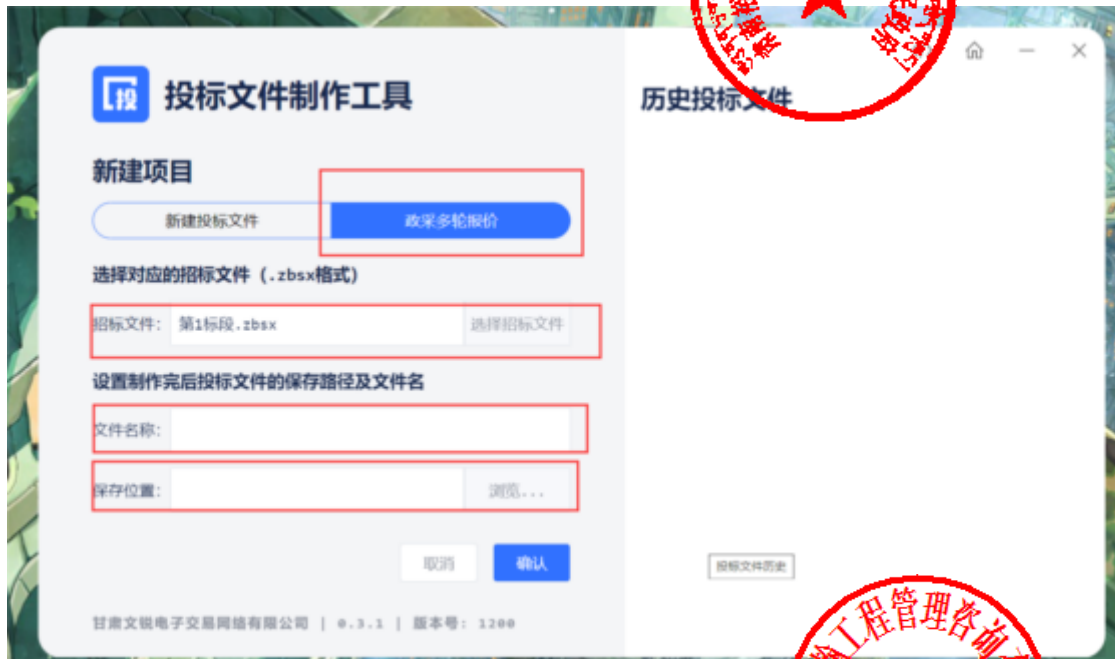 投标文件制作工具
历史投标文件
新建项目
新建投标文件
政采多轮报价
选择对应的招标文件（.zbsx格式）
招标文件： 第1标段.zbsx 选择招标文件
设置制作完后投标文件的保存路径及文件名
文件名称：
保存位置： 浏览...
取消 确认
投标文件历史
甘肃文锐电子交易网络有限公司 | 0.3.1 | 版本号： 1200
工程管理咨询